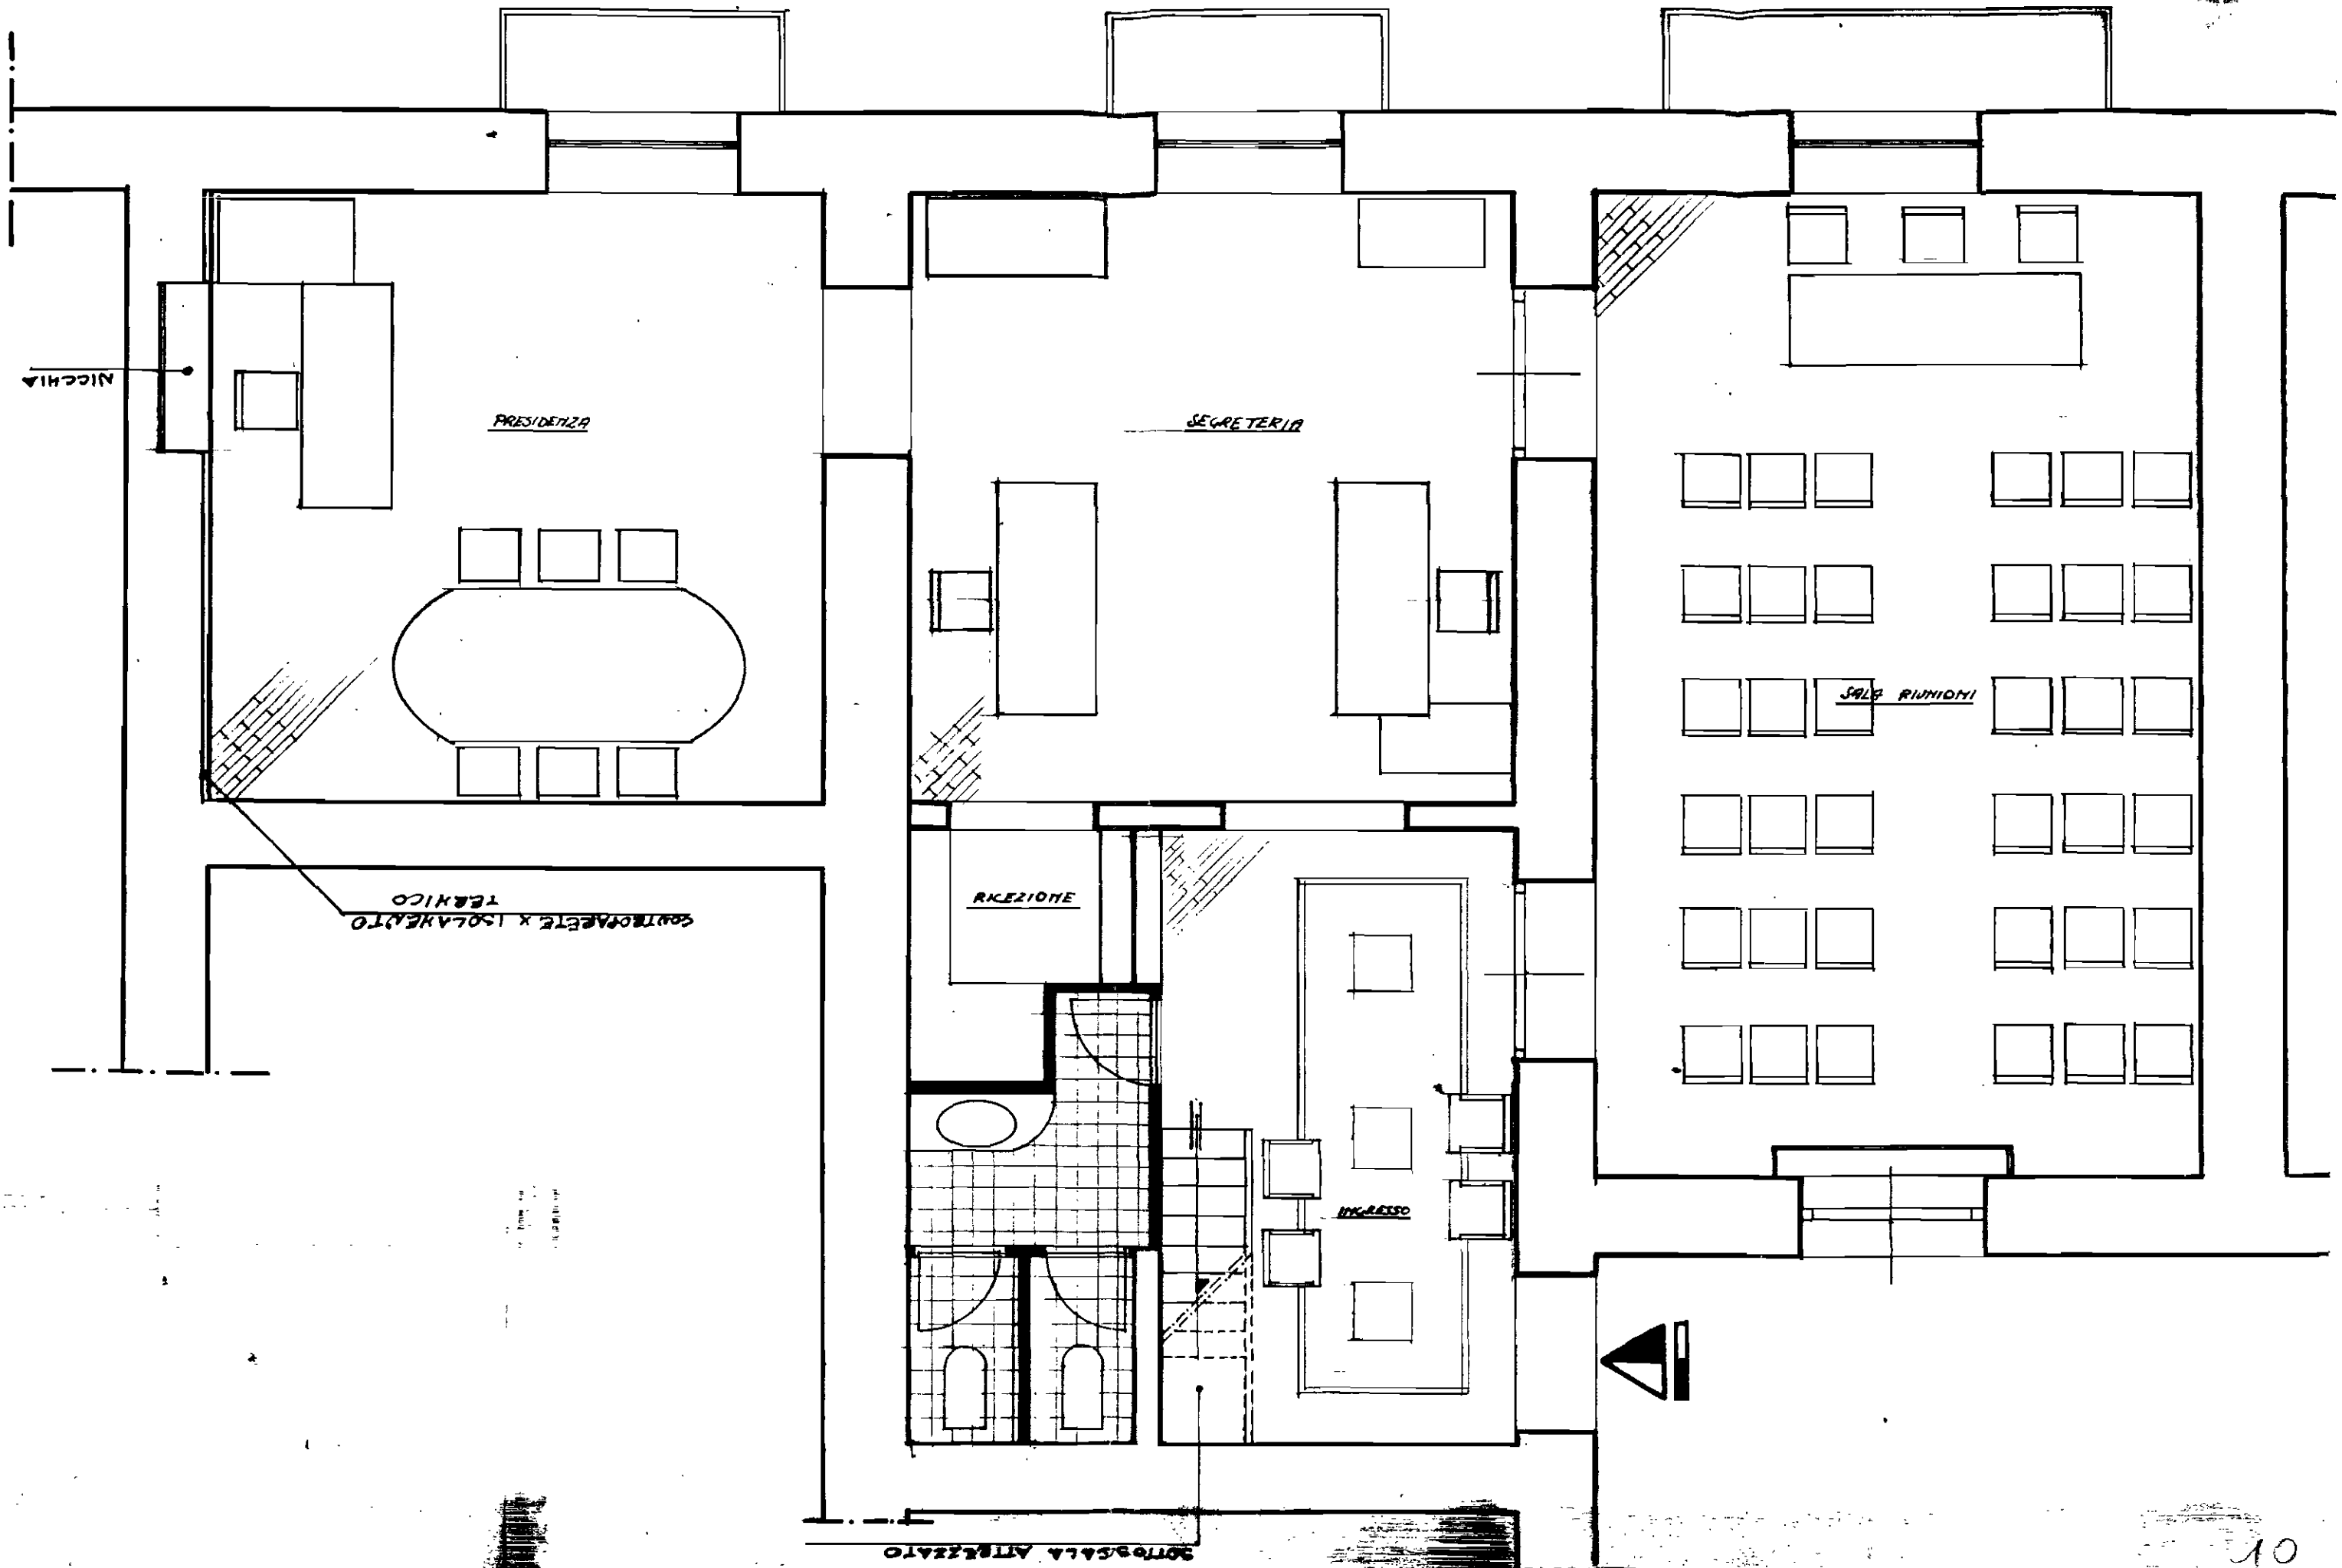 NICCHIA
PRESIDENZA
SEGRETERIA
SALA RIUNIONI
CONTROPARETE X ISOLAMENTO
TERMICO
RICEZIONE
INGRESSO
SOTTOSCALA ATTREZZATO
10